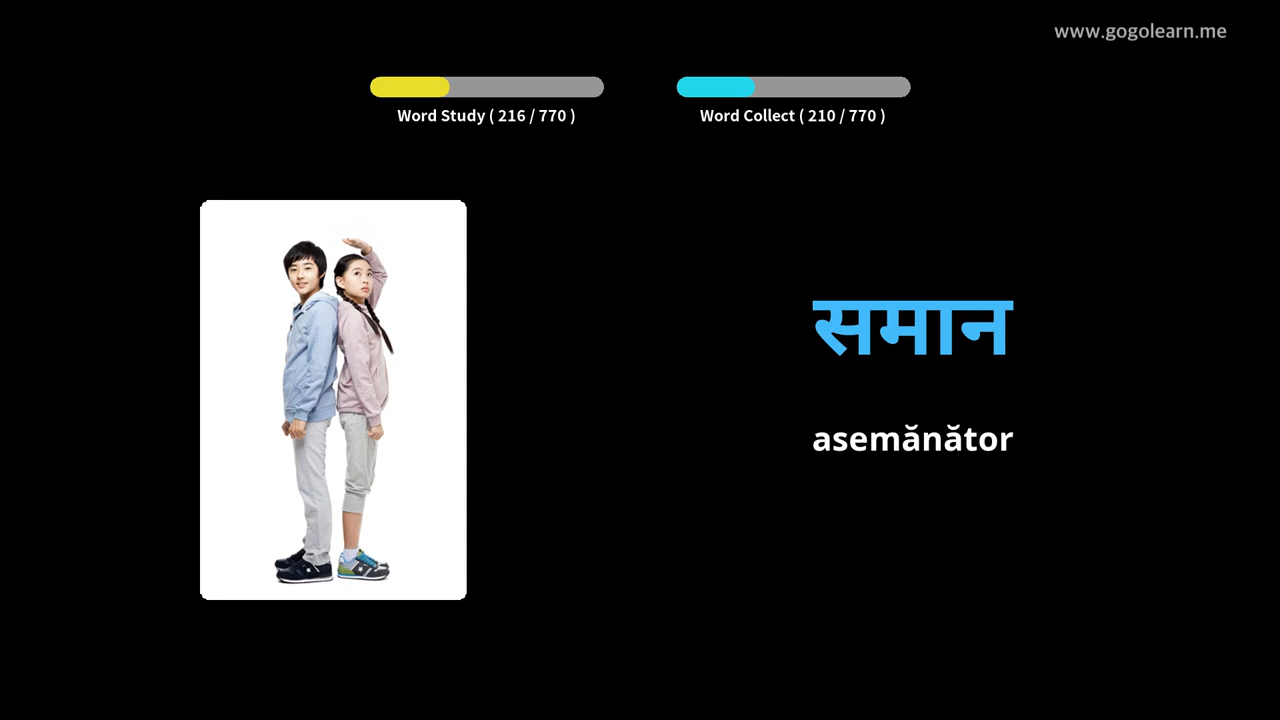 www.gogolearn.me
Word Study ( 216 / 770 )
Word Collect ( 210 / 770 )
समान
asemănător